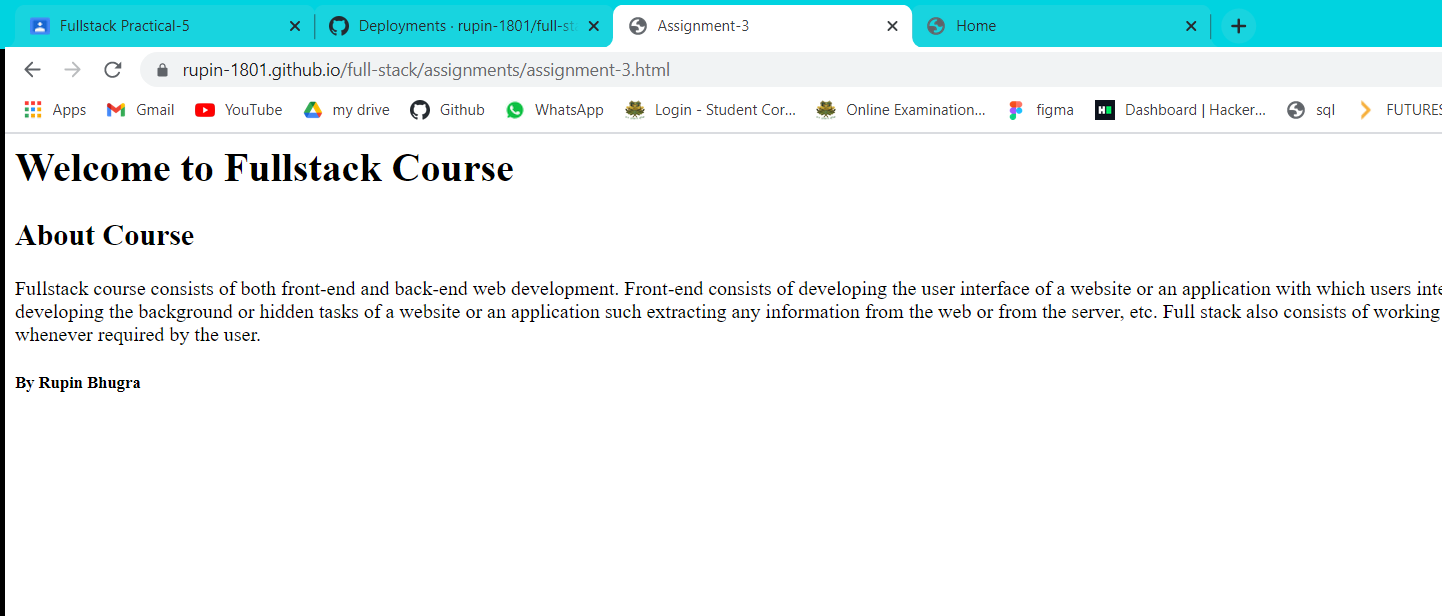 Fullstack Practical-5
Deployments · rupin-1801/full-st
Assignment-3
Home
rupin-1801.github.io/full-stack/assignments/assignment-3.html
Apps
Gmail
YouTube
my drive
Github
WhatsApp
Login - Student Cor...
Online Examination...
figma
Dashboard | Hacker...
sql
FUTURES
Welcome to Fullstack Course
About Course
Fullstack course consists of both front-end and back-end web development. Front-end consists of developing the user interface of a website or an application with which users inte
developing the background or hidden tasks of a website or an application such extracting any information from the web or from the server, etc. Full stack also consists of working
whenever required by the user.
By Rupin Bhugra